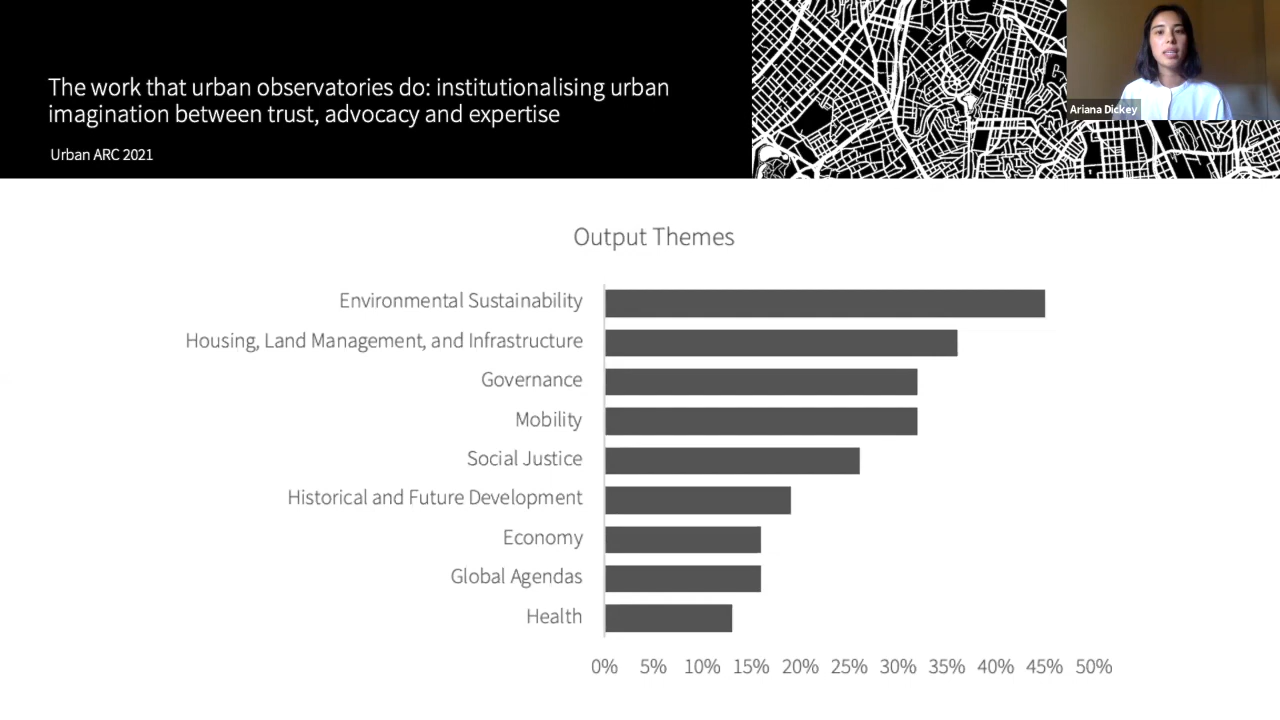 The work that urban observatories do: institutionalising urban
imagination between trust, advocacy and expertise
Urban ARC 2021
Ariana Dickey
Output Themes
Environmental Sustainability
Housing, Land Management, and Infrastructure
Governance
Mobility
Social Justice
Historical and Future Development
Economy
Global Agendas
Health
0% 5% 10% 15% 20% 25% 30% 35% 40% 45% 50%